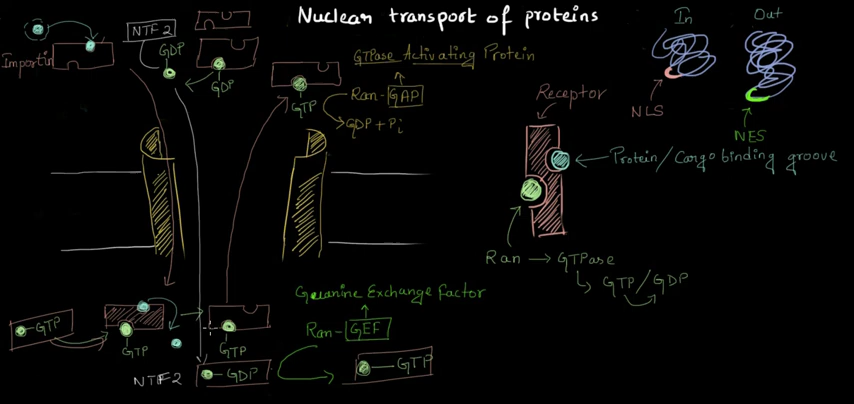 Nuclear transport of proteins
In
Out
NTF2
GDP
GDP
Importin
GTPase Activating Protein
Ran-GAP
GTP
GDP + Pi
Receptor
NLS
NES
Protein/Cargo binding groove
Ran → GTPase
GTP/GDP
Guanine Exchange Factor
Ran-GEF
GTP
GTP
GTP
NTF2
GDP
GTP